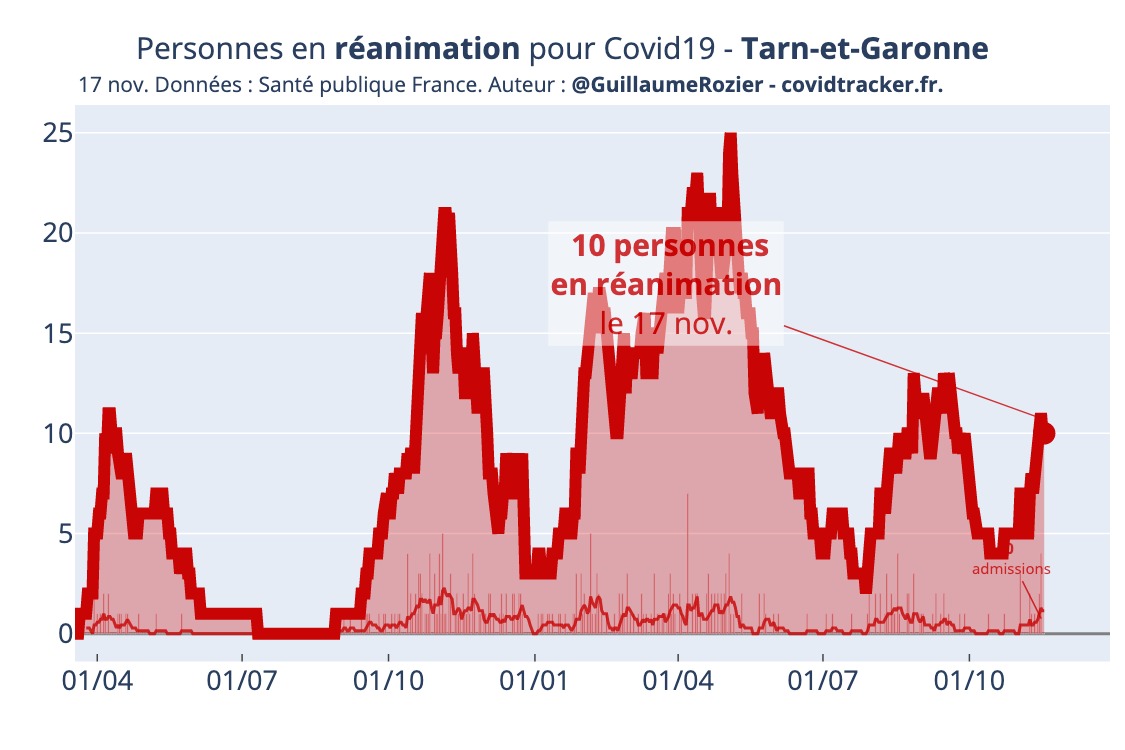 Personnes en réanimation pour Covid19 - Tarn-et-Garonne
17 nov. Données : Santé publique France. Auteur : @GuillaumeRozier - covidtracker.fr.
25
20
15
10
5
0
10 personnes
en réanimation
le 17 nov.
admissions
01/04
01/07
01/10
01/01
01/04
01/07
01/10